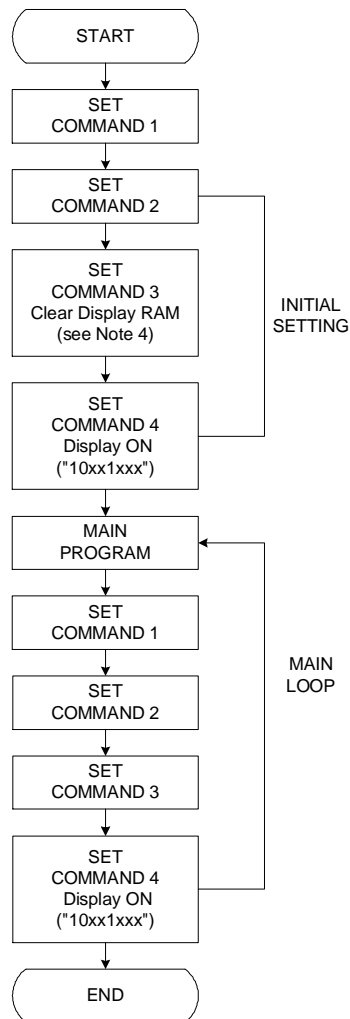 START
SET
COMMAND 1
SET
COMMAND 2
SET
COMMAND 3
Clear Display RAM
(see Note 4)
INITIAL
SETTING
SET
COMMAND 4
Display ON
("10xx1xxx")
MAIN
PROGRAM
SET
COMMAND 1
MAIN
LOOP
SET
COMMAND 2
SET
COMMAND 3
SET
COMMAND 4
Display ON
("10xx1xxx")
END